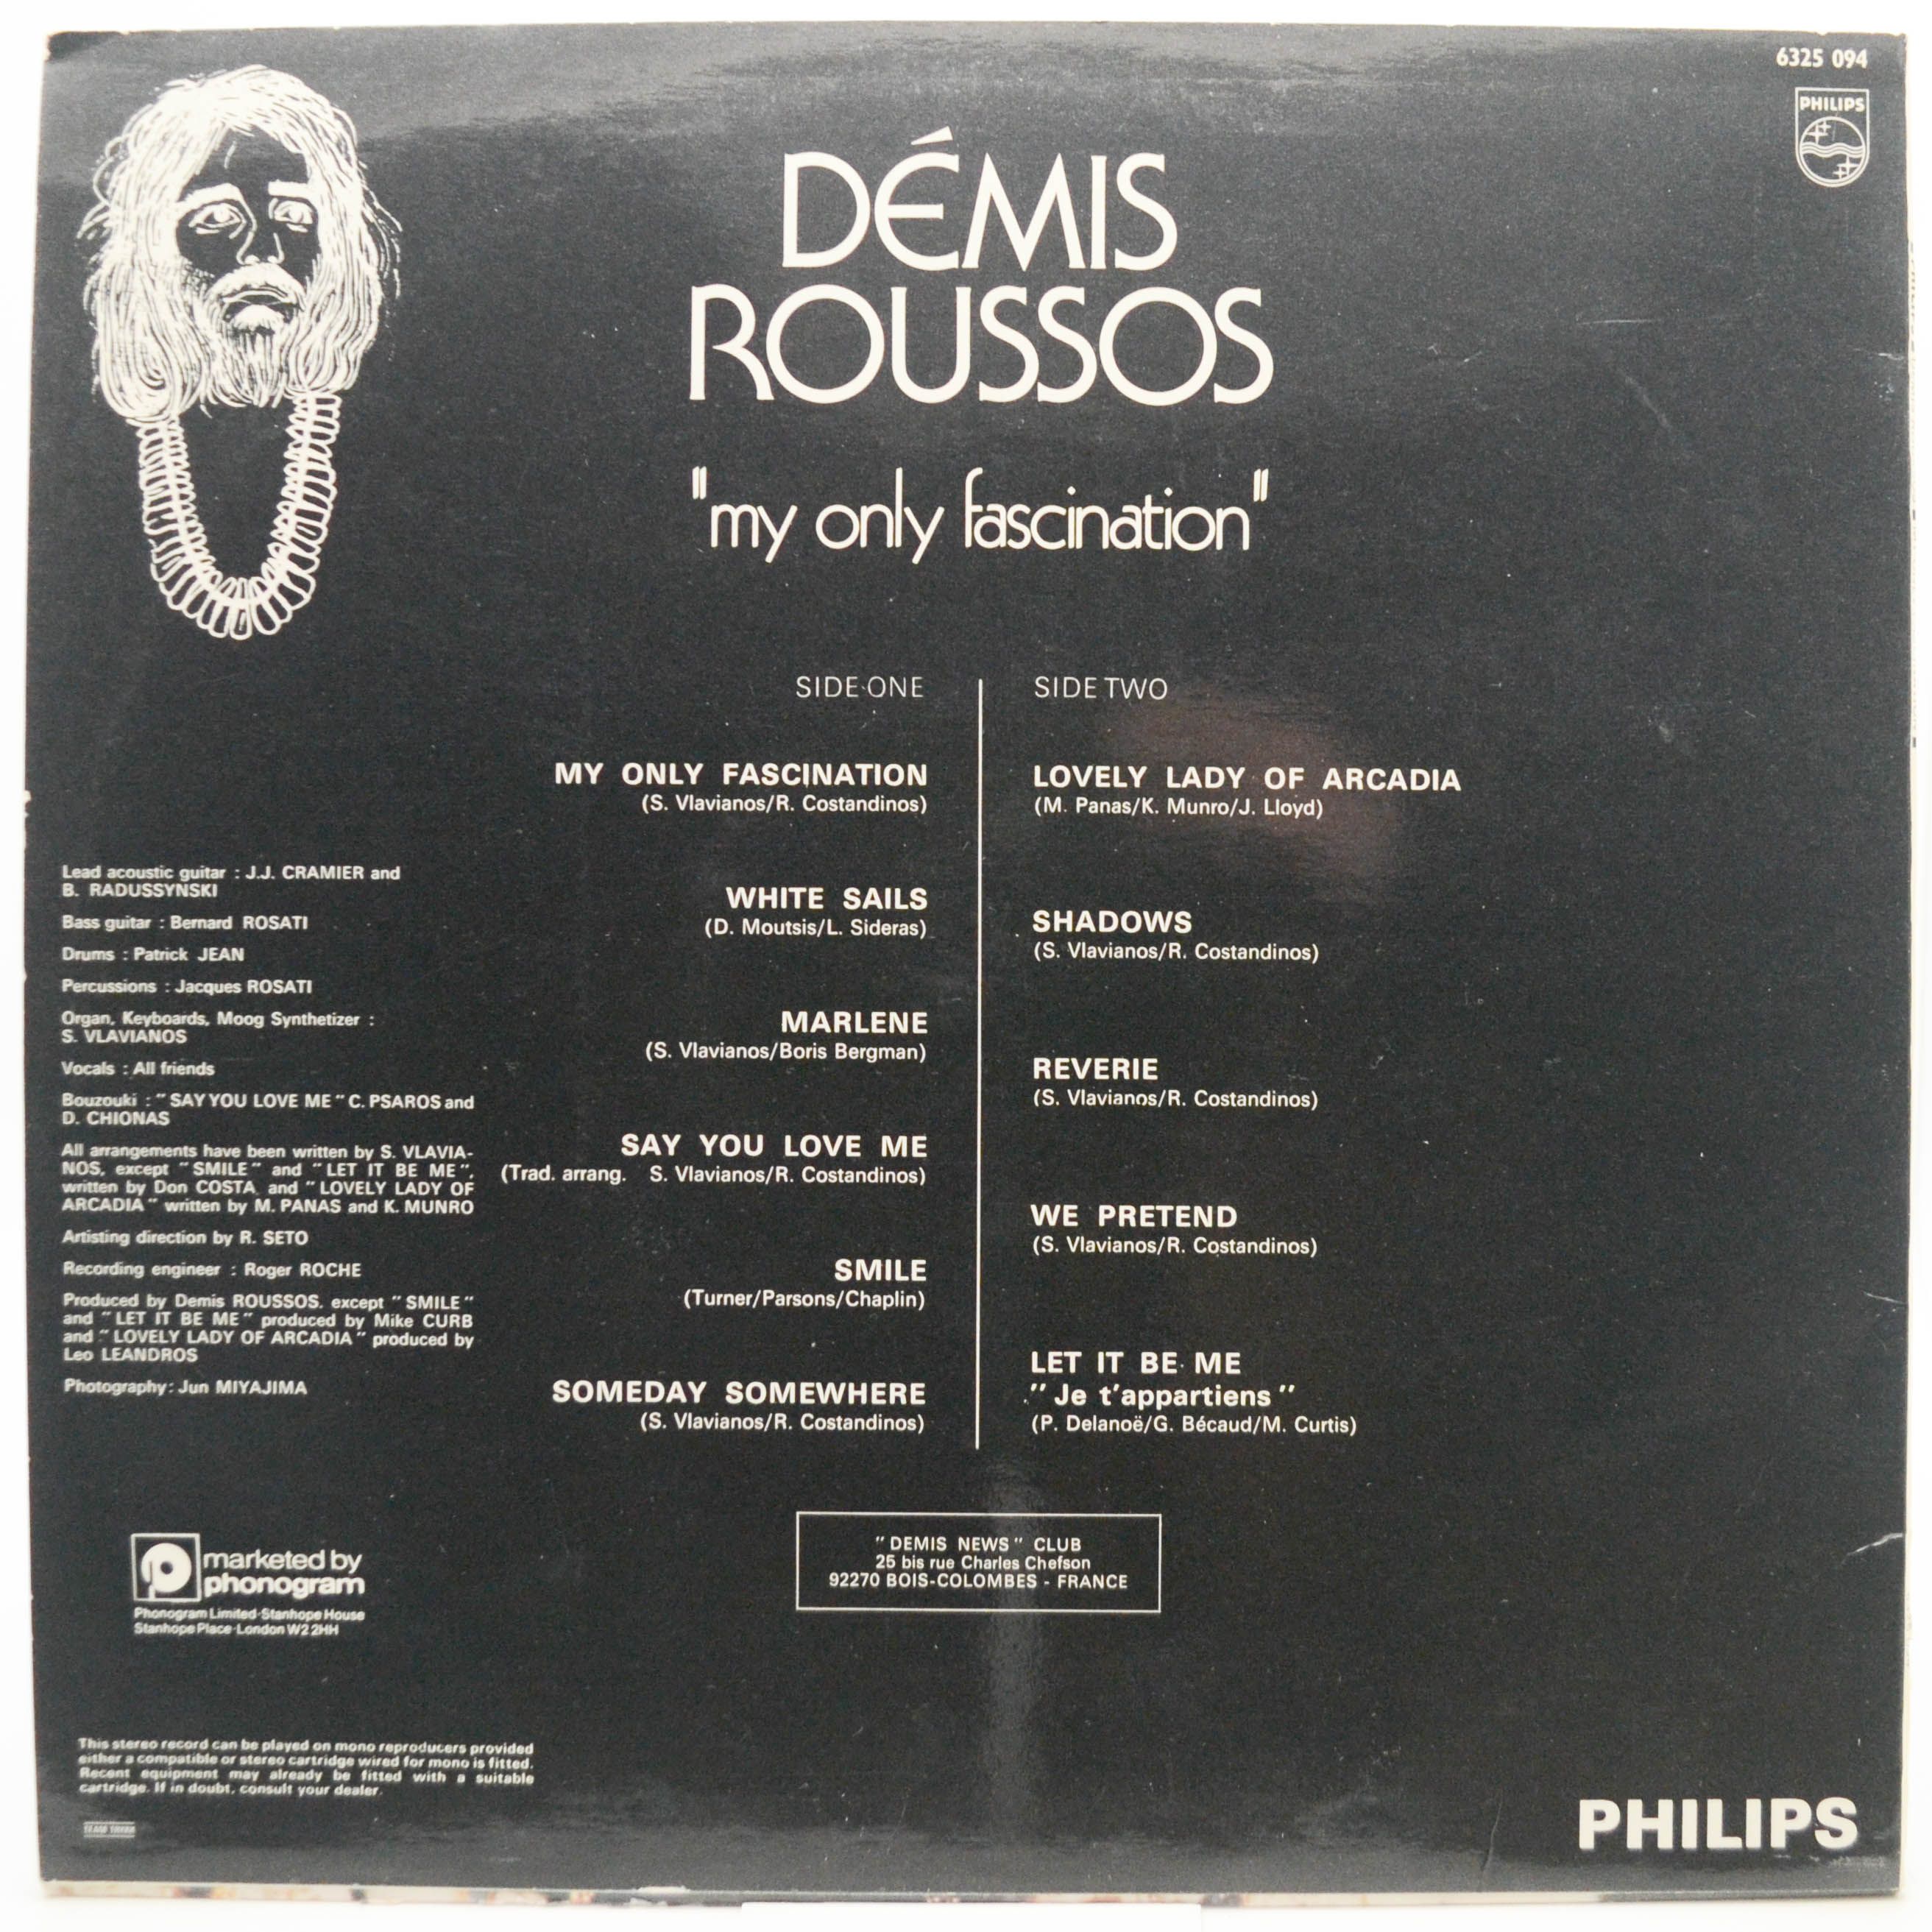 6325 094
PHILIPS
DÉMIS
ROUSSOS
"my only fascination"
SIDE ONE
MY ONLY FASCINATION
(S. Vlavianos/R. Costandinos)
WHITE SAILS
(D. Moutsis/L. Sideras)
MARLENE
(S. Vlavianos/Boris Bergman)
SAY YOU LOVE ME
(Trad. arrang. S. Vlavianos/R. Costandinos)
SMILE
(Turner/Parsons/Chaplin)
SOMEDAY SOMEWHERE
(S. Vlavianos/R. Costandinos)
SIDE TWO
LOVELY LADY OF ARCADIA
(M. Panas/K. Munro/J. Lloyd)
SHADOWS
(S. Vlavianos/R. Costandinos)
REVERIE
(S. Vlavianos/R. Costandinos)
WE PRETEND
(S. Vlavianos/R. Costandinos)
LET IT BE ME
"Je t'appartiens"
(P. Delanoë/G. Bécaud/M. Curtis)
Lead acoustic guitar : J.J. CRAMIER and
B. RADUSSYNSKI
Bass guitar : Bernard ROSATI
Drums : Patrick JEAN
Percussions : Jacques ROSATI
Organ, Keyboards, Moog Synthetizer :
S. VLAVIANOS
Vocals : All friends
Bouzouki : "SAY YOU LOVE ME" C. PSAROS and
D. CHIONAS
All arrangements have been written by S. VLAVIA-
NOS, except "SMILE" and "LET IT BE ME",
written by Don COSTA and "LOVELY LADY OF
ARCADIA" written by M. PANAS and K. MUNRO
Artisting direction by R. SETO
Recording engineer : Roger ROCHE
Produced by Demis ROUSSOS, except "SMILE"
and "LET IT BE ME" produced by Mike CURB
and "LOVELY LADY OF ARCADIA" produced by
Leo LEANDROS
Photography : Jun MIYAJIMA
marketed by
phonogram
Phonogram Limited·Stanhope House
Stanhope Place·London W2 2HH
"DEMIS NEWS" CLUB
25 bis rue Charles Chefson
92270 BOIS-COLOMBES - FRANCE
This stereo record can be played on mono reproducers provided
either a compatible or stereo cartridge wired for mono is fitted.
Recent equipment may already be fitted with a suitable
cartridge. If in doubt, consult your dealer.
PHILIPS